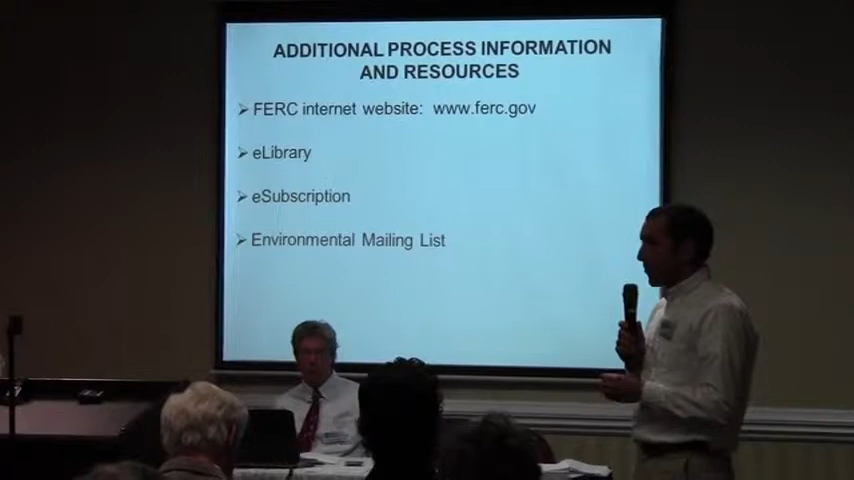 ADDITIONAL PROCESS INFORMATION
AND RESOURCES
➢ FERC internet website: www.ferc.gov
➢ eLibrary
➢ eSubscription
➢ Environmental Mailing List